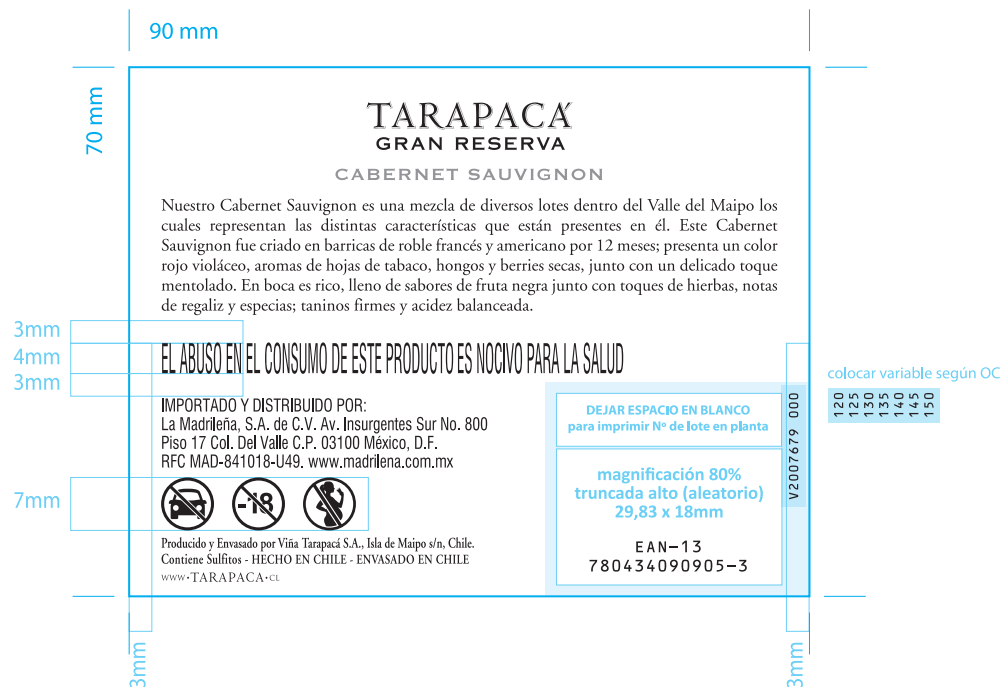 90 mm
70 mm
TARAPACÁ
GRAN RESERVA
CABERNET SAUVIGNON
Nuestro Cabernet Sauvignon es una mezcla de diversos lotes dentro del Valle del Maipo los
cuales representan las distintas características que están presentes en él. Este Cabernet
Sauvignon fue criado en barricas de roble francés y americano por 12 meses; presenta un color
rojo violáceo, aromas de hojas de tabaco, hongos y berries secas, junto con un delicado toque
mentolado. En boca es rico, lleno de sabores de fruta negra junto con toques de hierbas, notas
de regaliz y especias; taninos firmes y acidez balanceada.
3mm
4mm
3mm
EL ABUSO EN EL CONSUMO DE ESTE PRODUCTO ES NOCIVO PARA LA SALUD
IMPORTADO Y DISTRIBUIDO POR:
La Madrileña, S.A. de C.V. Av. Insurgentes Sur No. 800
Piso 17 Col. Del Valle C.P. 03100 México, D.F.
RFC MAD-841018-U49. www.madrilena.com.mx
7mm
-18
Producido y Envasado por Viña Tarapacá S.A., Isla de Maipo s/n, Chile.
Contiene Sulfitos - HECHO EN CHILE - ENVASADO EN CHILE
WWW•TARAPACA•CL
DEJAR ESPACIO EN BLANCO
para imprimir Nº de lote en planta
magnificación 80%
truncada alto (aleatorio)
29,83 x 18mm
EAN-13
780434090905-3
V2007679 000
colocar variable según OC
120
125
130
135
140
145
150
3mm
3mm